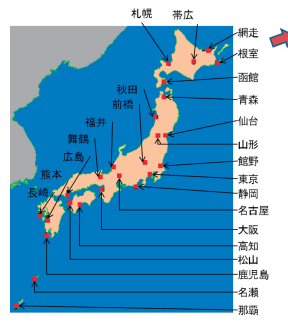 札幌
帯広
網走
根室
函館
青森
秋田
前橋
仙台
福井
山形
舞鶴
館野
広島
東京
熊本
静岡
長崎
名古屋
大阪
高知
松山
鹿児島
名瀬
那覇